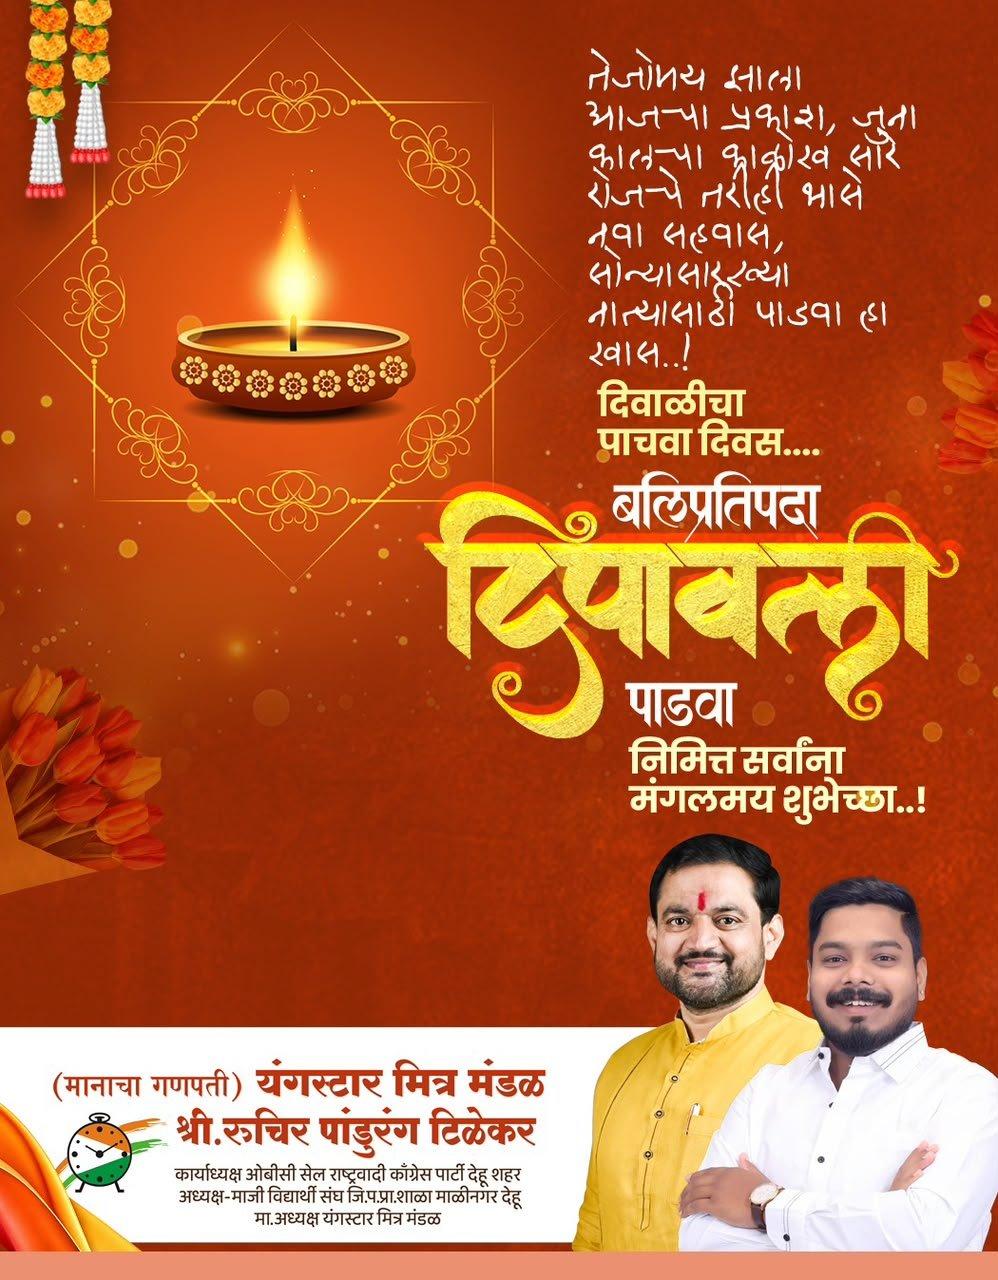 तेजोमय झाला
आजचा प्रकाश, जुना
कालचा काळोख सारे
रोजचे तरीही भासे
नवा सहवास,
सोन्यासारख्या
नात्यासाठी पाडवा हा
खास..!
दिवाळीचा
पाचवा दिवस....
बलिप्रतिपदा
दिपावली
पाडवा
निमित्त सर्वांना
मंगलमय शुभेच्छा..!
(मानाचा गणपती) यंगस्टार मित्र मंडळ
श्री.रुचिर पांडुरंग टिळेकर
कार्याध्यक्ष ओबीसी सेल राष्ट्रवादी काँग्रेस पार्टी देहू शहर
अध्यक्ष-माजी विद्यार्थी संघ जि.प.प्रा.शाळा माळीनगर देहू
मा.अध्यक्ष यंगस्टार मित्र मंडळ